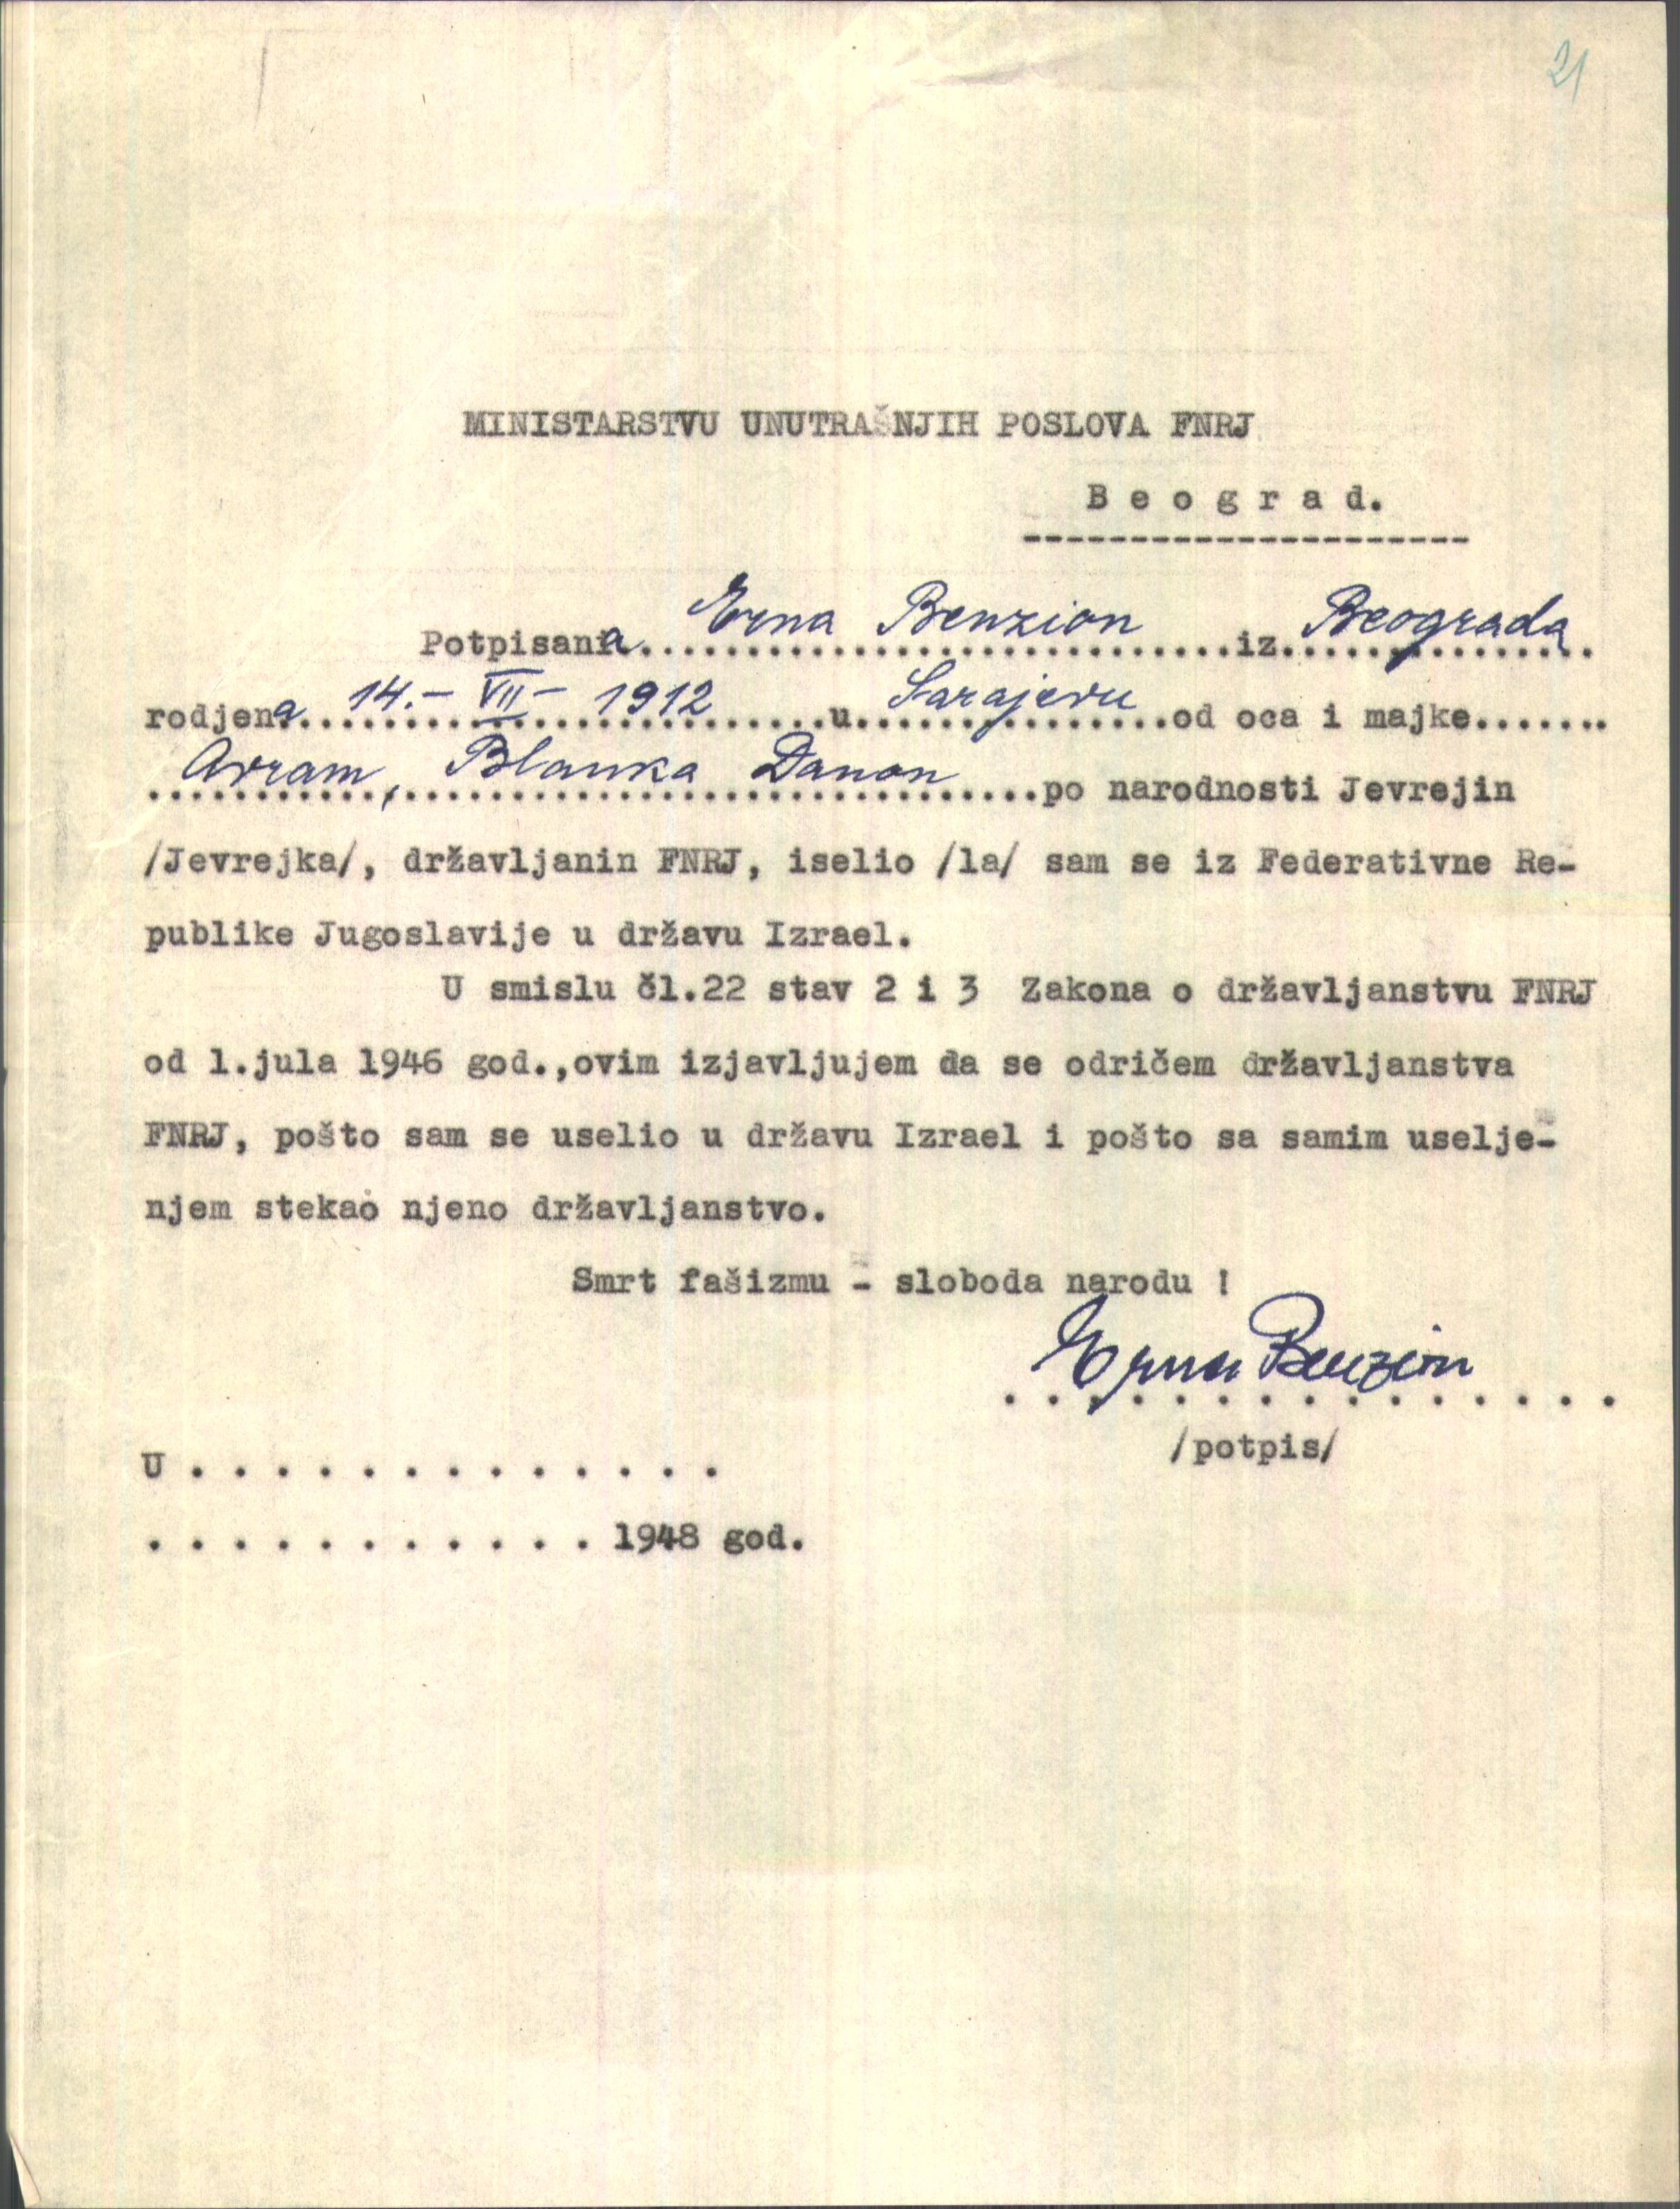 21
MINISTARSTVU UNUTRAŠNJIH POSLOVA FNRJ
B e o g r a d.
---------------------
Potpisana..Erna Benzion..iz..Beograda..
rodjena..14.- VII - 1912..u..Sarajevu..od oca i majke.......
..Avram, Blanka Danon..po narodnosti Jevrejin
/Jevrejka/, državljanin FNRJ, iselio /la/ sam se iz Federativne Re-
publike Jugoslavije u državu Izrael.
U smislu čl.22 stav 2 i 3 Zakona o državljanstvu FNRJ
od 1.jula 1946 god.,ovim izjavljujem da se odričem državljanstva
FNRJ, pošto sam se uselio u državu Izrael i pošto sa samim uselje-
njem stekao njeno državljanstvo.
Smrt fašizmu - sloboda narodu !
Erna Benzion
. . . . . . . . . . . . . . .
/potpis/
U . . . . . . . . . . . . .
. . . . . . . . . . . 1948 god.